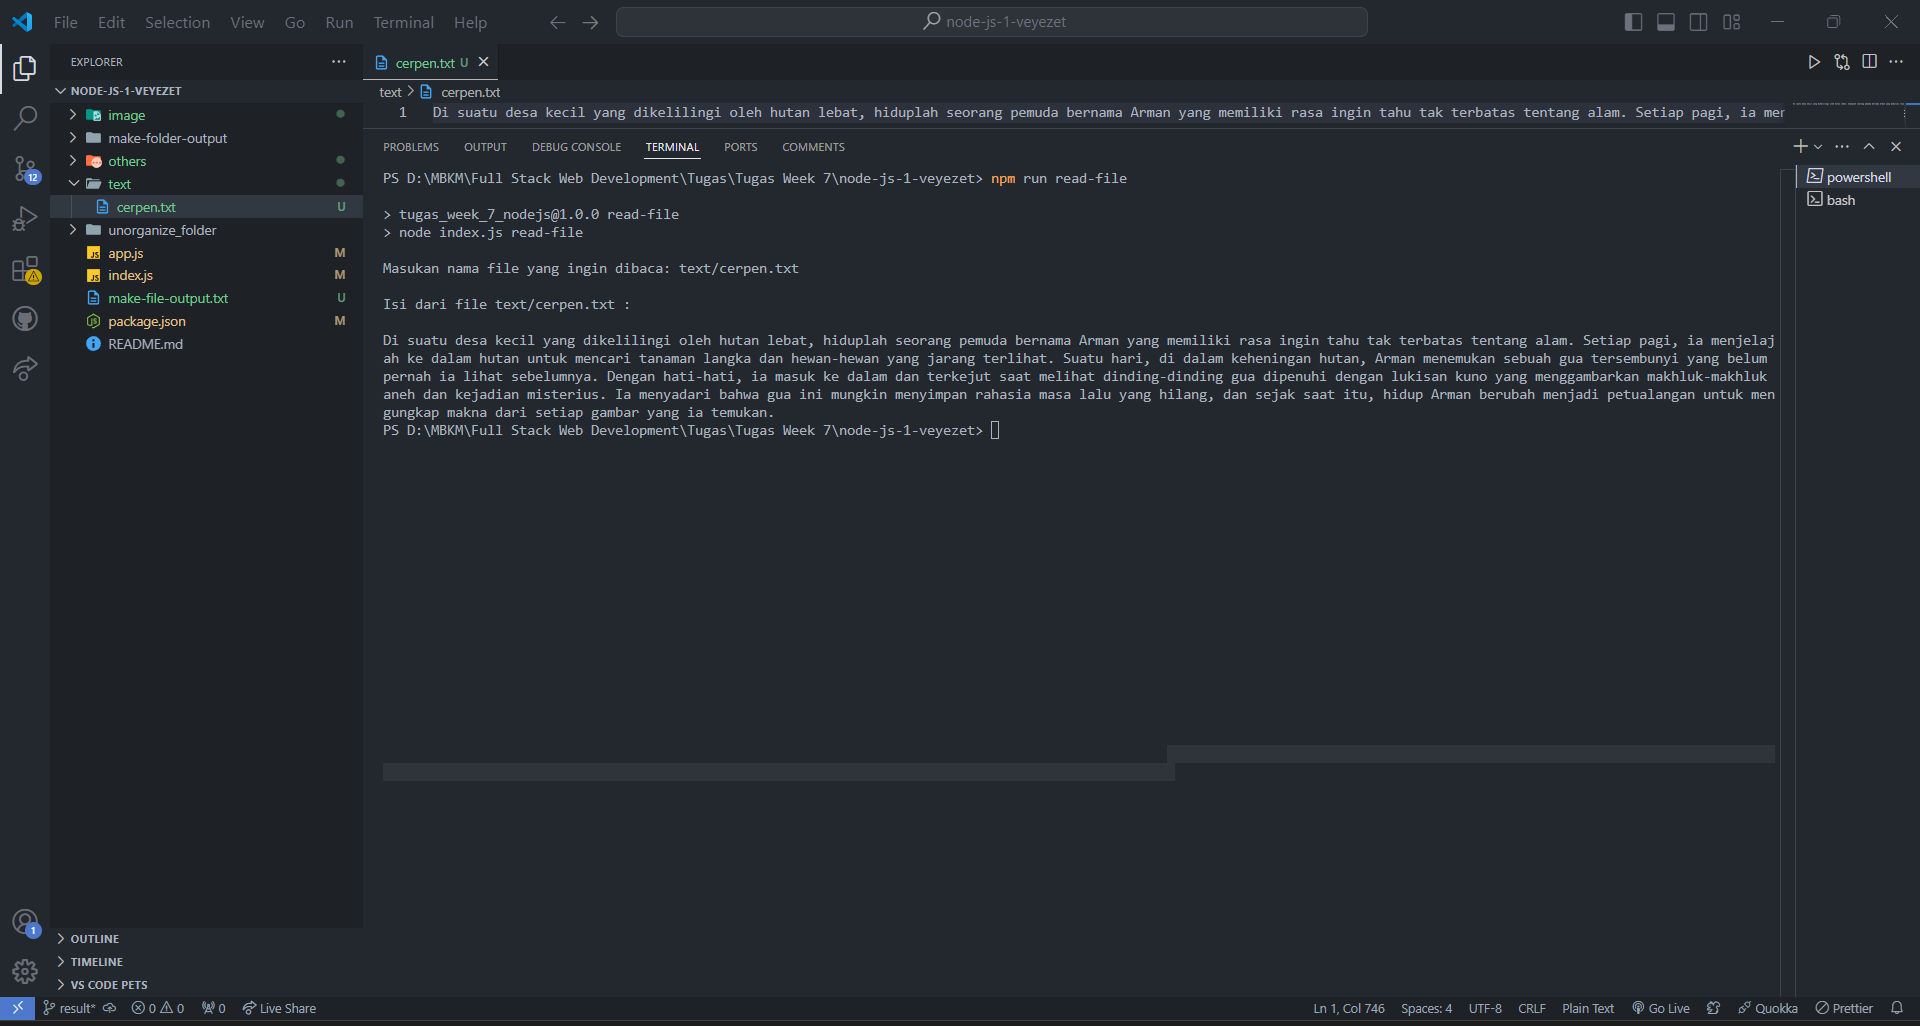 File Edit Selection View Go Run Terminal Help
node-js-1-veyezet
EXPLORER
NODE-JS-1-VEYEZET
image
make-folder-output
others
text
cerpen.txt U
unorganize_folder
app.js M
index.js M
make-file-output.txt U
package.json M
README.md
OUTLINE
TIMELINE
VS CODE PETS
12
1
cerpen.txt U
text > cerpen.txt
1 Di suatu desa kecil yang dikelilingi oleh hutan lebat, hiduplah seorang pemuda bernama Arman yang memiliki rasa ingin tahu tak terbatas tentang alam. Setiap pagi, ia mer
PROBLEMS OUTPUT DEBUG CONSOLE TERMINAL PORTS COMMENTS
PS D:\MBKM\Full Stack Web Development\Tugas\Tugas Week 7\node-js-1-veyezet> npm run read-file
> tugas_week_7_nodejs@1.0.0 read-file
> node index.js read-file
Masukan nama file yang ingin dibaca: text/cerpen.txt
Isi dari file text/cerpen.txt :
Di suatu desa kecil yang dikelilingi oleh hutan lebat, hiduplah seorang pemuda bernama Arman yang memiliki rasa ingin tahu tak terbatas tentang alam. Setiap pagi, ia menjelaj
ah ke dalam hutan untuk mencari tanaman langka dan hewan-hewan yang jarang terlihat. Suatu hari, di dalam keheningan hutan, Arman menemukan sebuah gua tersembunyi yang belum
pernah ia lihat sebelumnya. Dengan hati-hati, ia masuk ke dalam dan terkejut saat melihat dinding-dinding gua dipenuhi dengan lukisan kuno yang menggambarkan makhluk-makhluk
aneh dan kejadian misterius. Ia menyadari bahwa gua ini mungkin menyimpan rahasia masa lalu yang hilang, dan sejak saat itu, hidup Arman berubah menjadi petualangan untuk men
gungkap makna dari setiap gambar yang ia temukan.
PS D:\MBKM\Full Stack Web Development\Tugas\Tugas Week 7\node-js-1-veyezet>
powershell
bash
result* 0 0 0 Live Share
Ln 1, Col 746 Spaces: 4 UTF-8 CRLF Plain Text Go Live Quokka Prettier